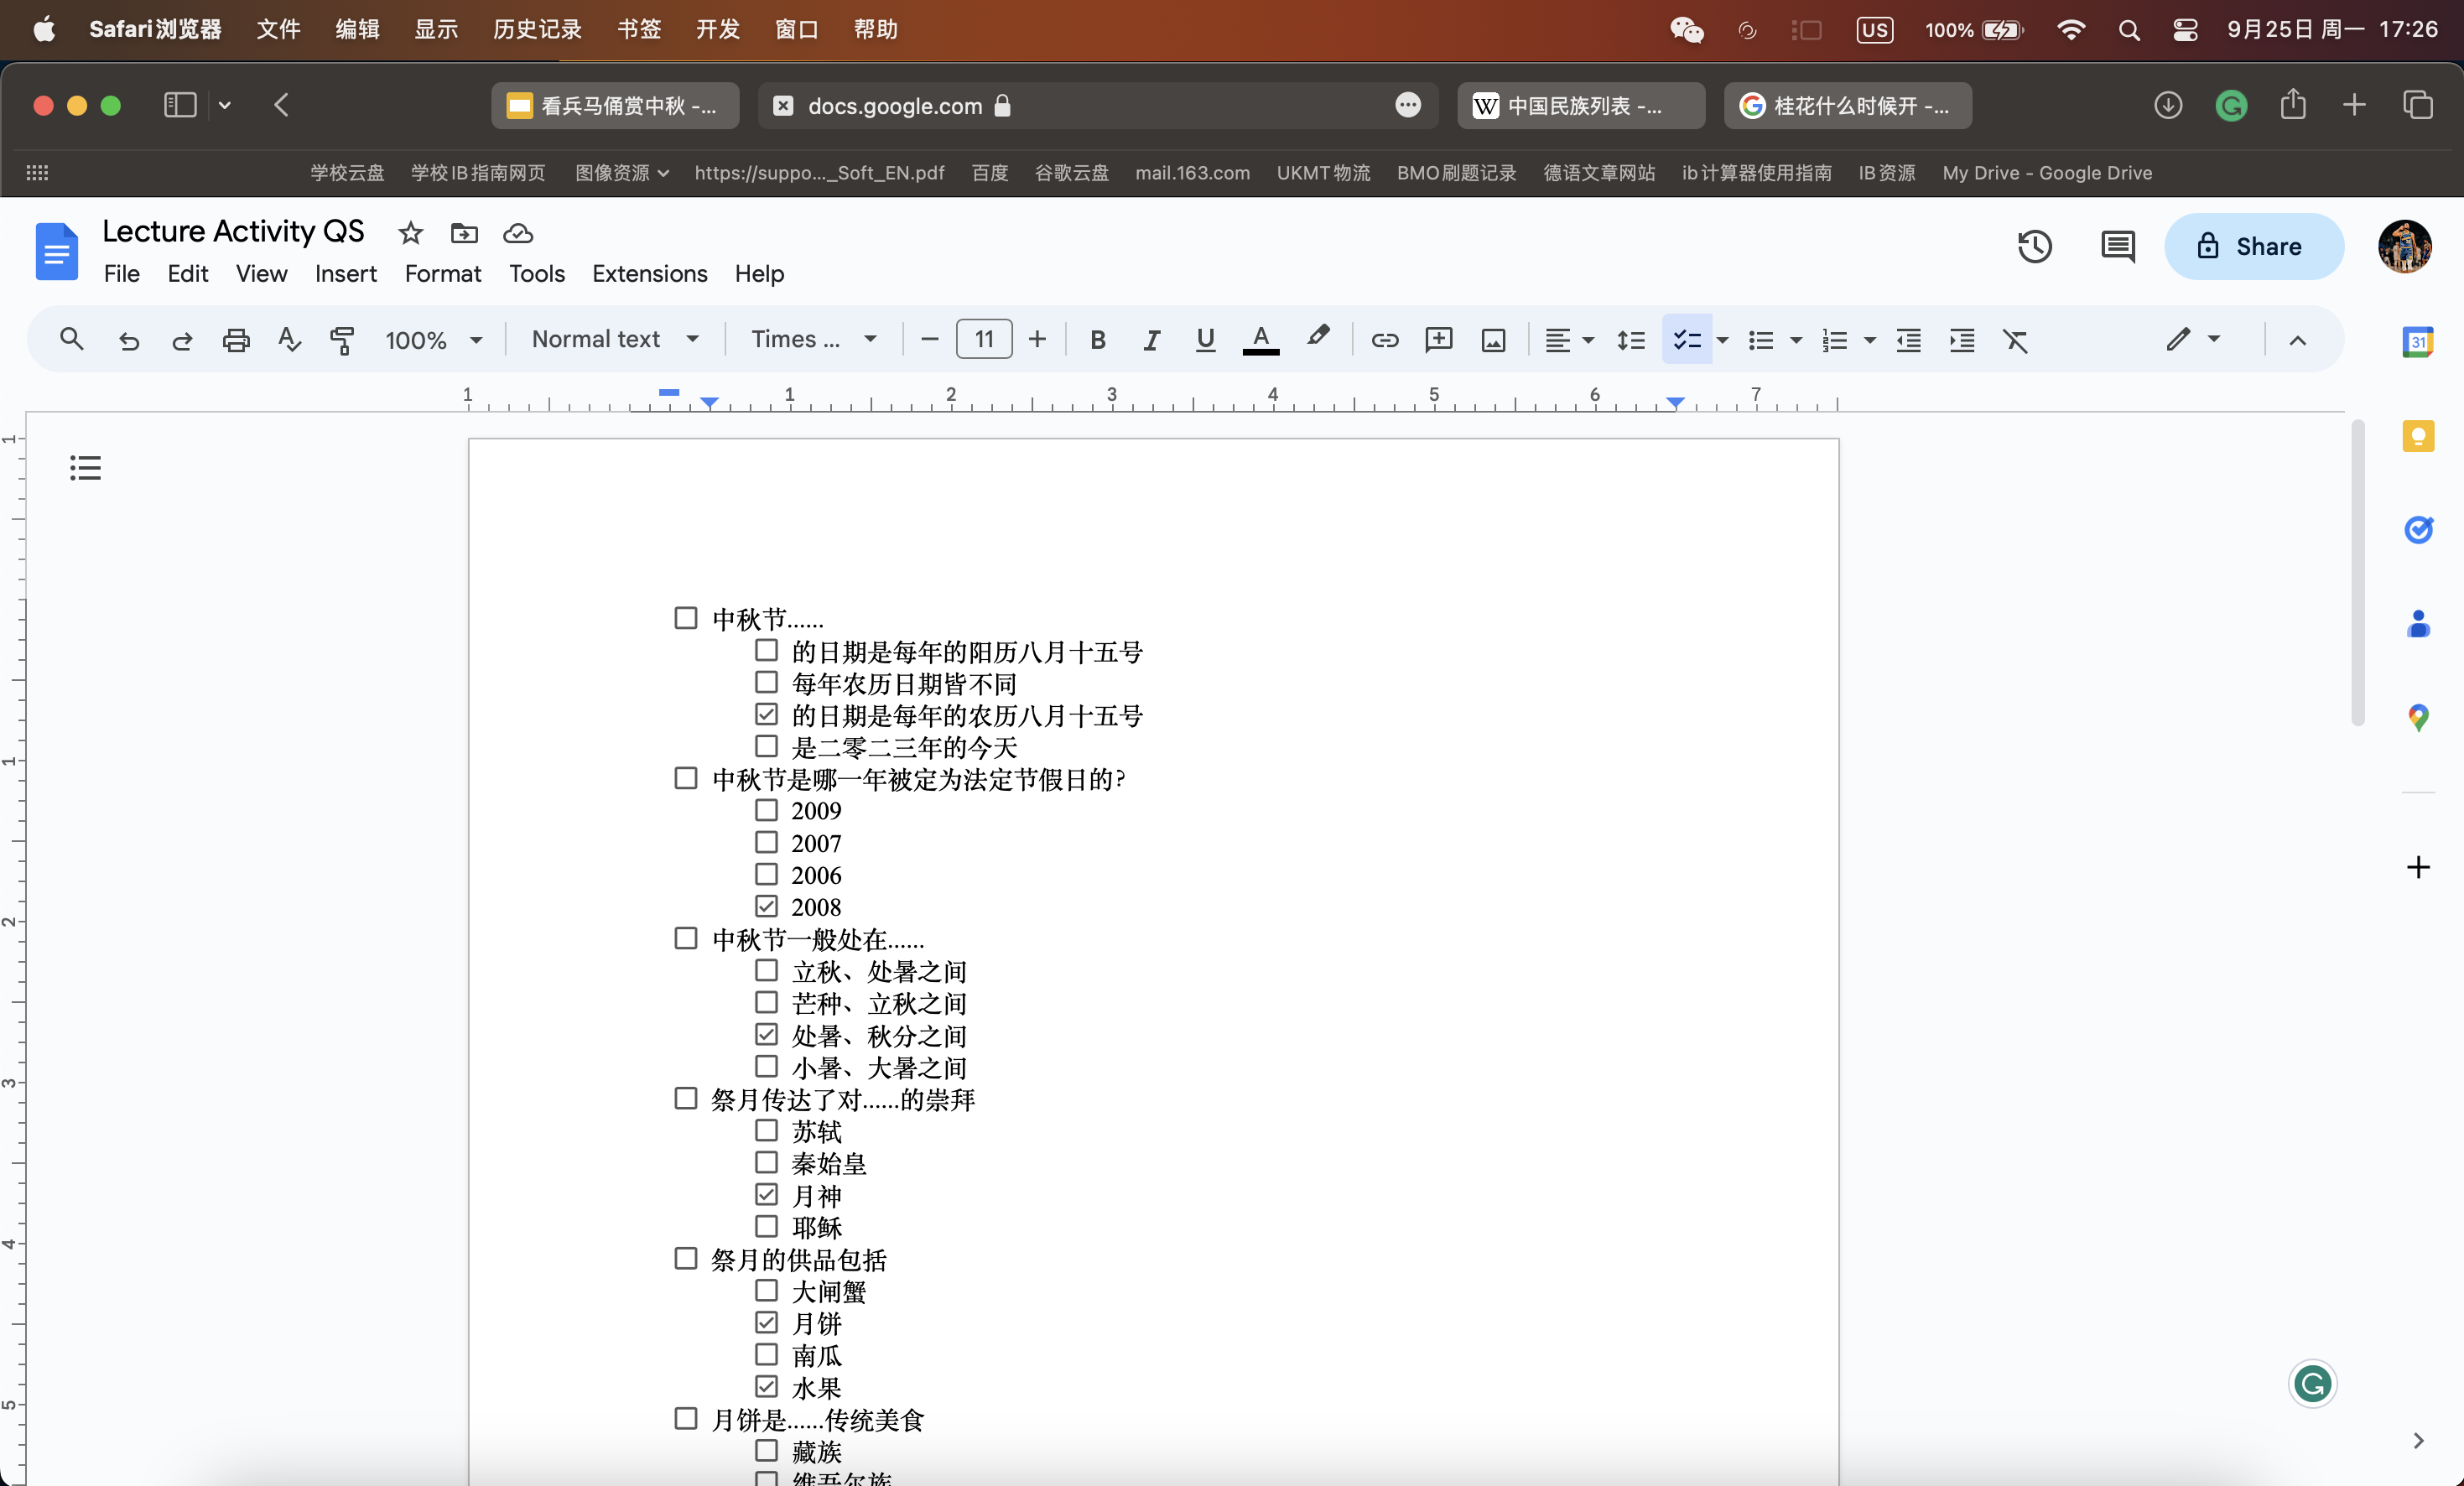 Safari浏览器 文件 编辑 显示 历史记录 书签 开发 窗口 帮助 US 100% 9月25日 周一 17:26
看兵马俑赏中秋 -... docs.google.com 中国民族列表 -... 桂花什么时候开 -...
学校云盘 学校IB指南网页 图像资源 https://suppo..._Soft_EN.pdf 百度 谷歌云盘 mail.163.com UKMT物流 BMO刷题记录 德语文章网站 ib计算器使用指南 IB资源 My Drive - Google Drive
Lecture Activity QS
Share
File Edit View Insert Format Tools Extensions Help
100% Normal text Times ... 11 B I U A
31
1 1 2 3 4 5 6 7
1
1
2
3
4
5
中秋节......
的日期是每年的阳历八月十五号
每年农历日期皆不同
的日期是每年的农历八月十五号
是二零二三年的今天
中秋节是哪一年被定为法定节假日的?
2009
2007
2006
2008
中秋节一般处在......
立秋、处暑之间
芒种、立秋之间
处暑、秋分之间
小暑、大暑之间
祭月传达了对......的崇拜
苏轼
秦始皇
月神
耶稣
祭月的供品包括
大闸蟹
月饼
南瓜
水果
月饼是......传统美食
藏族
维吾尔族